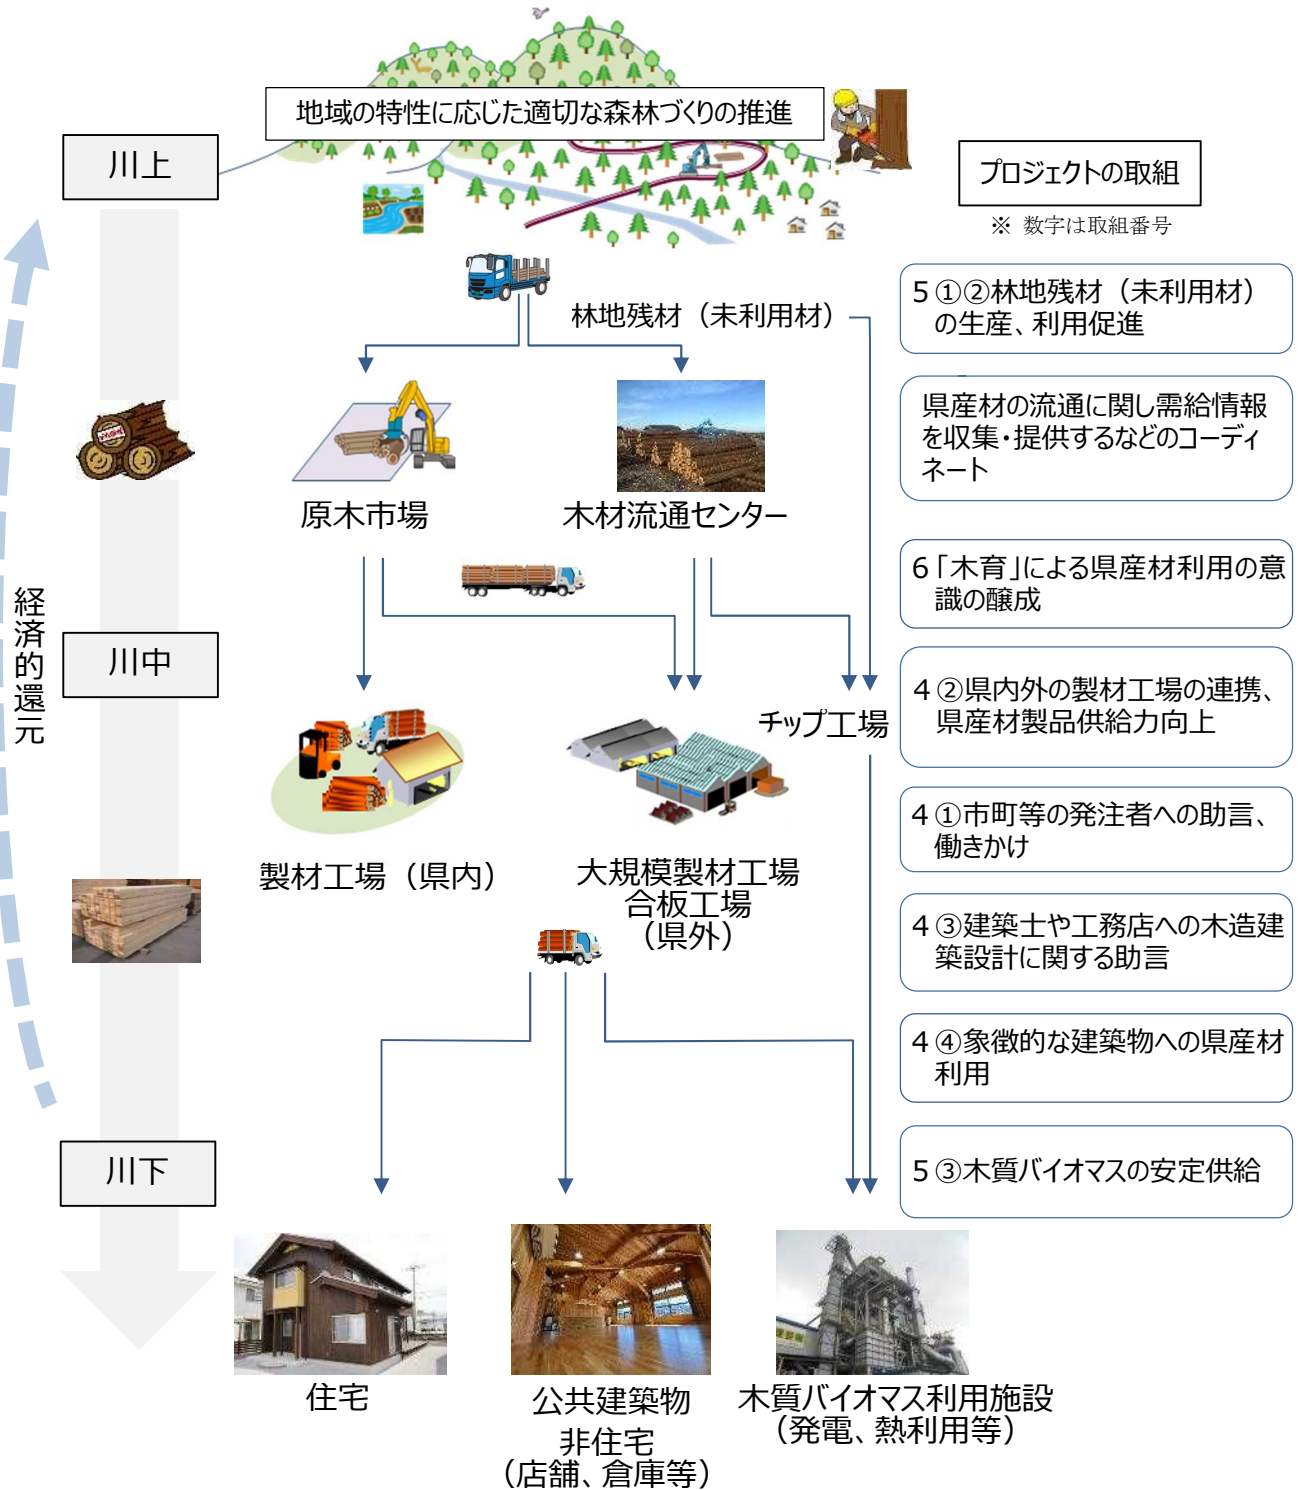 地域の特性に応じた適切な森林づくりの推進
川上
プロジェクトの取組
※ 数字は取組番号
林地残材（未利用材）
5 ①②林地残材（未利用材）
の生産、利用促進
県産材の流通に関し需給情報
を収集・提供するなどのコーディ
ネート
原木市場
木材流通センター
6 「木育」による県産材利用の意
識の醸成
経済的還元
川中
4 ②県内外の製材工場の連携、
県産材製品供給力向上
チップ工場
4 ①市町等の発注者への助言、
働きかけ
製材工場（県内）
大規模製材工場
合板工場
（県外）
4 ③建築士や工務店への木造建
築設計に関する助言
4 ④象徴的な建築物への県産材
利用
川下
5 ③木質バイオマスの安定供給
住宅
公共建築物
非住宅
（店舗、倉庫等）
木質バイオマス利用施設
（発電、熱利用等）